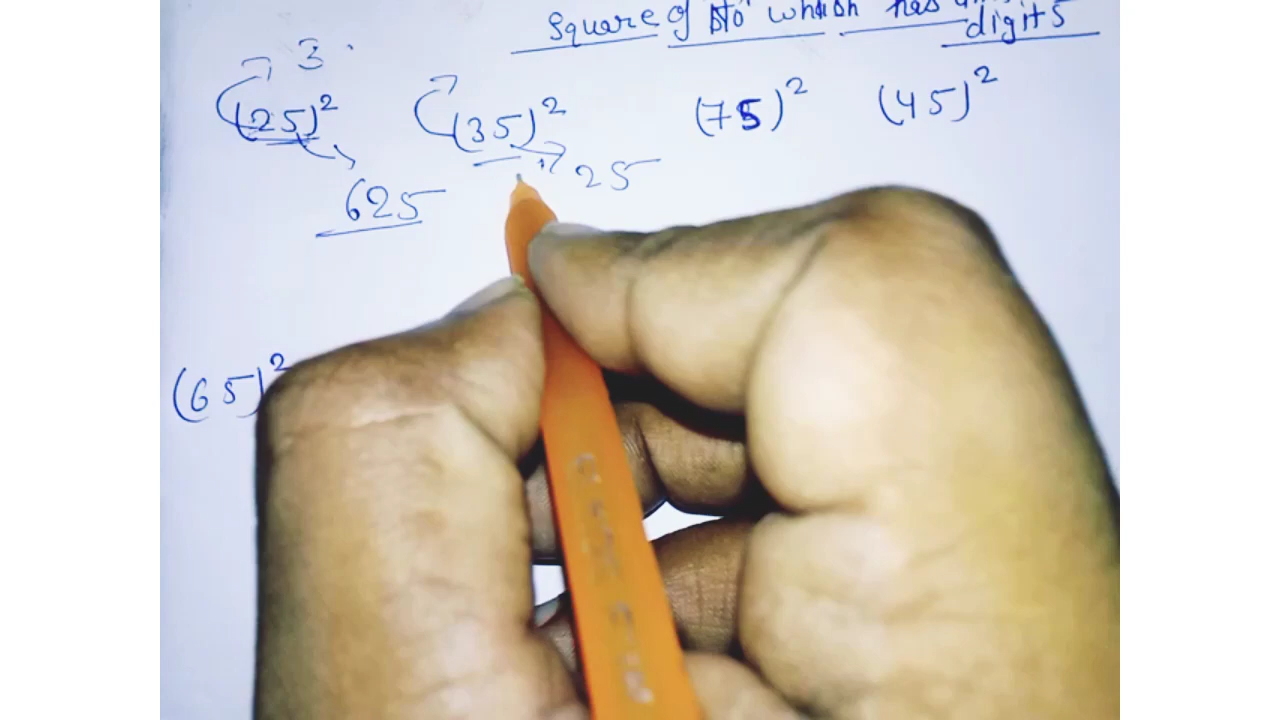 Square of No which has
digits
3.
(25)² (35)² (75)² (45)²
25
625
(65)²